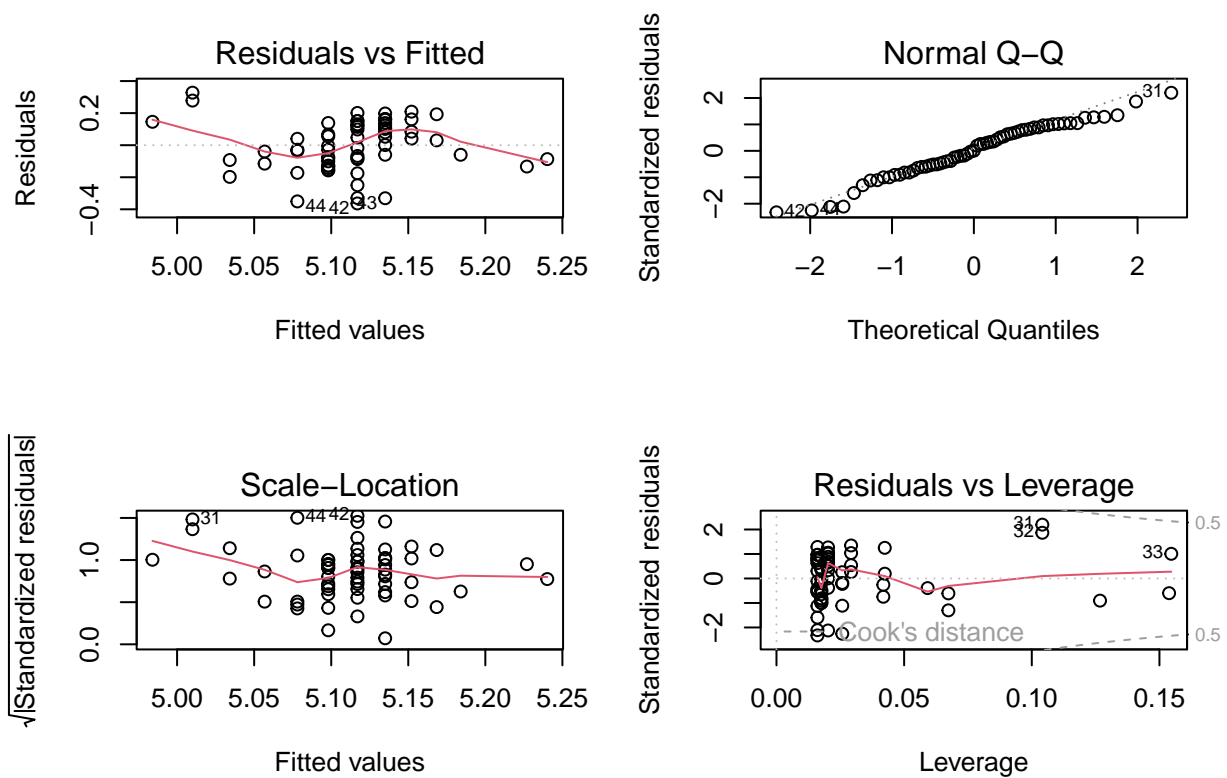 Residuals vs Fitted
Residuals
0.2
−0.4
44
42
43
5.00 5.05 5.10 5.15 5.20 5.25
Fitted values
Normal Q−Q
Standardized residuals
2
0
−2
31
42
44
−2 −1 0 1 2
Theoretical Quantiles
Scale−Location
√|Standardized residuals|
1.0
0.0
31
44
42
5.00 5.05 5.10 5.15 5.20 5.25
Fitted values
Residuals vs Leverage
Standardized residuals
2
0
−2
31
32
33
0.5
0.5
Cook's distance
0.00 0.05 0.10 0.15
Leverage